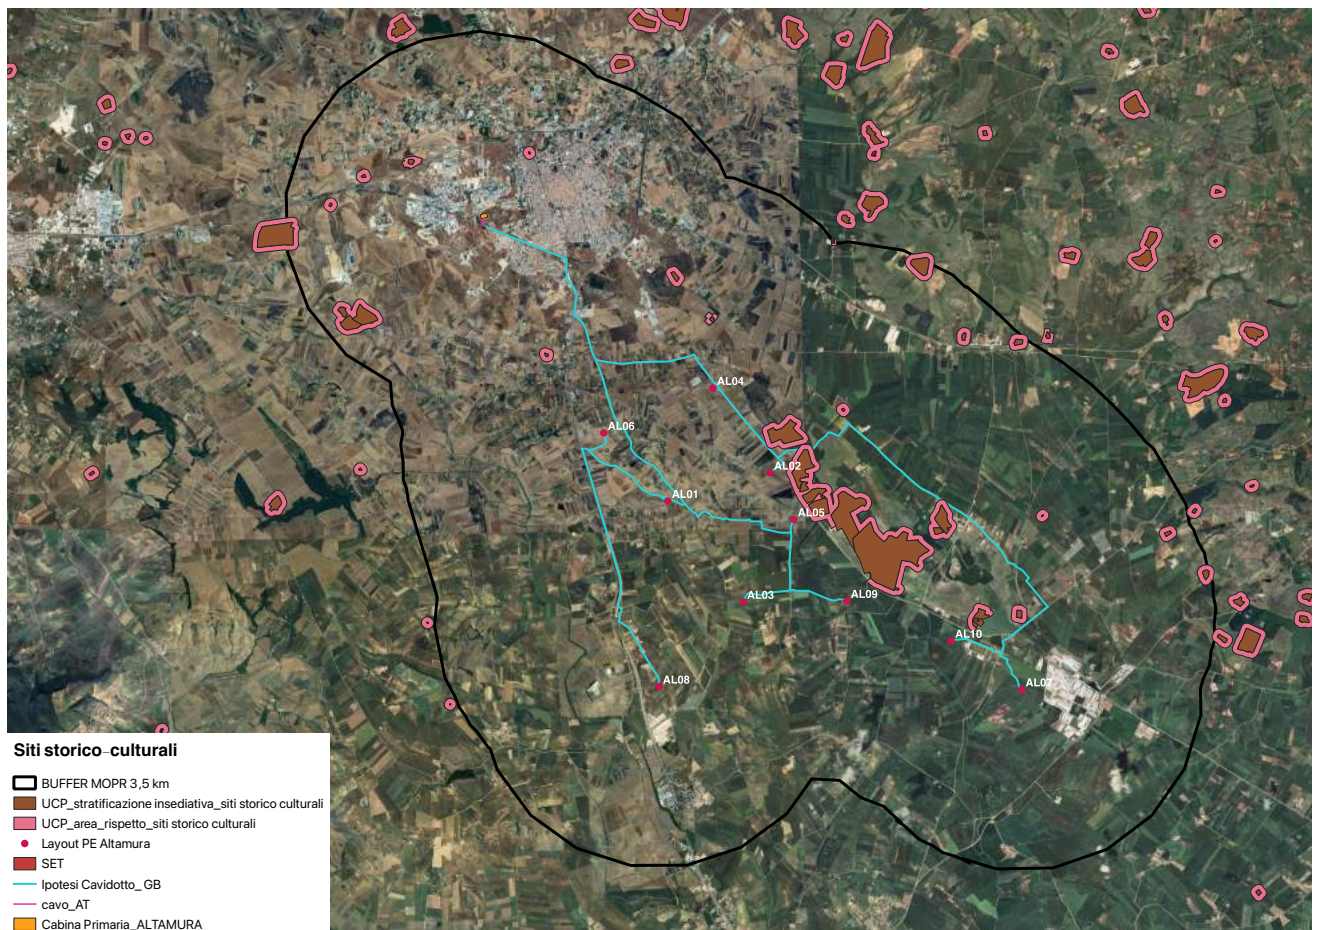 AL04
AL06
AL02
AL01
AL05
AL03
AL09
AL10
AL08
AL07
Siti storico-culturali
BUFFER MOPR 3,5 km
UCP_stratificazione insediativa_siti storico culturali
UCP_area_rispetto_siti storico culturali
Layout PE Altamura
SET
Ipotesi Cavidotto_GB
cavo_AT
Cabina Primaria_ALTAMURA